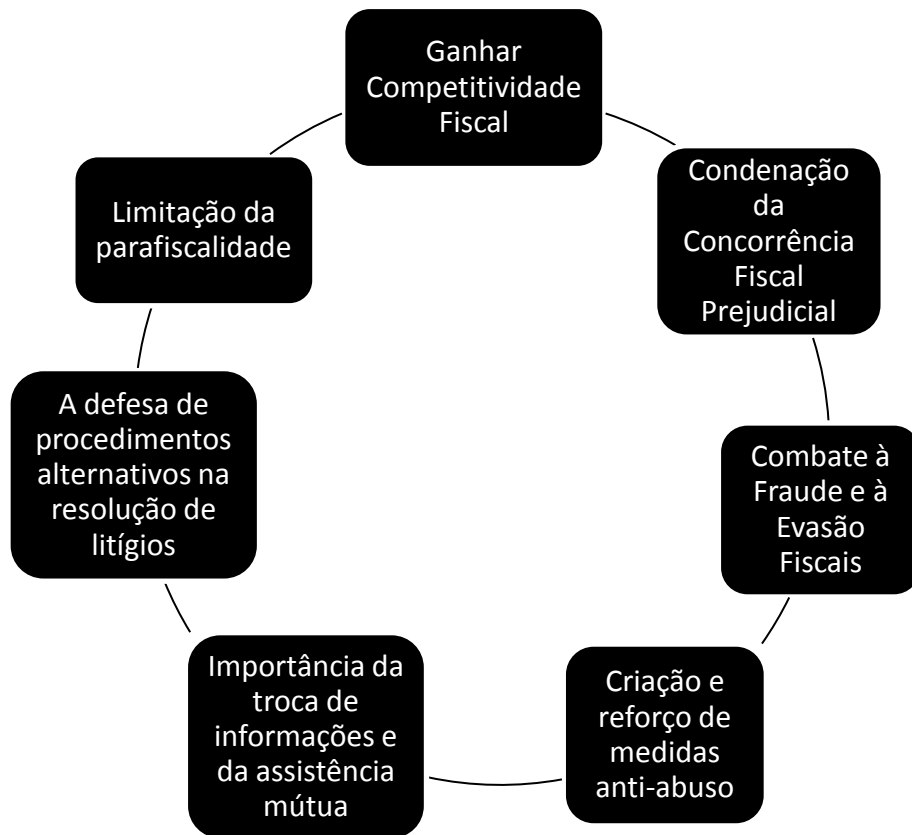 Ganhar
Competitividade
Fiscal
Condenação
da
Concorrência
Fiscal
Prejudicial
Combate à
Fraude e à
Evasão
Fiscais
Criação e
reforço de
medidas
anti-abuso
Importância da
troca de
informações e
da assistência
mútua
A defesa de
procedimentos
alternativos na
resolução de
litígios
Limitação da
parafiscalidade